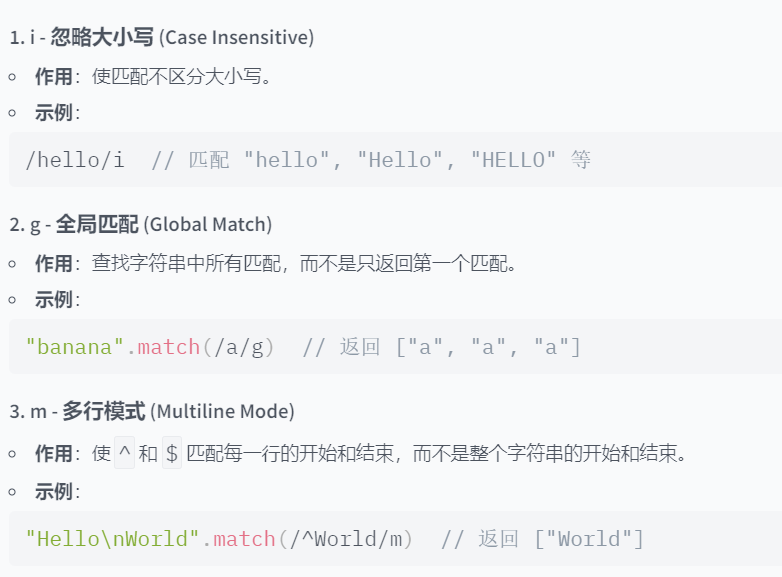 1. i - 忽略大小写 (Case Insensitive)
作用：使匹配不区分大小写。
示例：
/hello/i  // 匹配 "hello", "Hello", "HELLO" 等
2. g - 全局匹配 (Global Match)
作用：查找字符串中所有匹配，而不是只返回第一个匹配。
示例：
"banana".match(/a/g)  // 返回 ["a", "a", "a"]
3. m - 多行模式 (Multiline Mode)
作用：使 ^ 和 $ 匹配每一行的开始和结束，而不是整个字符串的开始和结束。
示例：
"Hello\nWorld".match(/^World/m)  // 返回 ["World"]